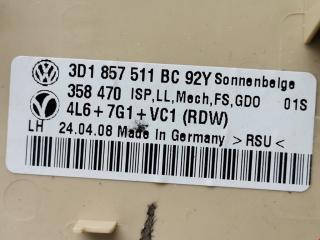 3D1 857 511 BC 92Y Sonnenbeige
358 470 ISP,LL,Mech,FS,GDO 01S
4L6+7G1+VC1 (RDW)
LH 24.04.08 Made In Germany >RSU<